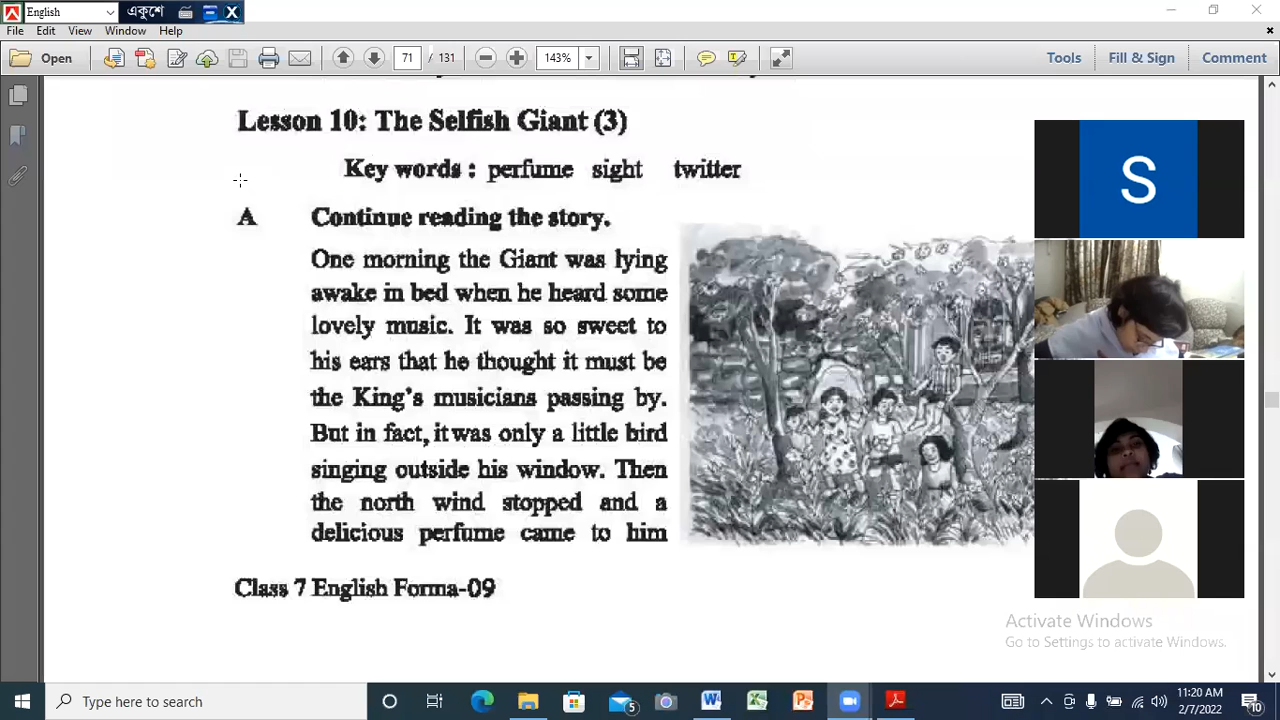 English
একুশে
File Edit View Window Help
Open 71 / 131 143% Tools Fill & Sign Comment
Lesson 10: The Selfish Giant (3)
Key words : perfume sight twitter
A Continue reading the story.
One morning the Giant was lying
awake in bed when he heard some
lovely music. It was so sweet to
his ears that he thought it must be
the King's musicians passing by.
But in fact, it was only a little bird
singing outside his window. Then
the north wind stopped and a
delicious perfume came to him
Class 7 English Forma-09
S
Activate Windows
Go to Settings to activate Windows.
Type here to search
5
11:20 AM
2/7/2022
10